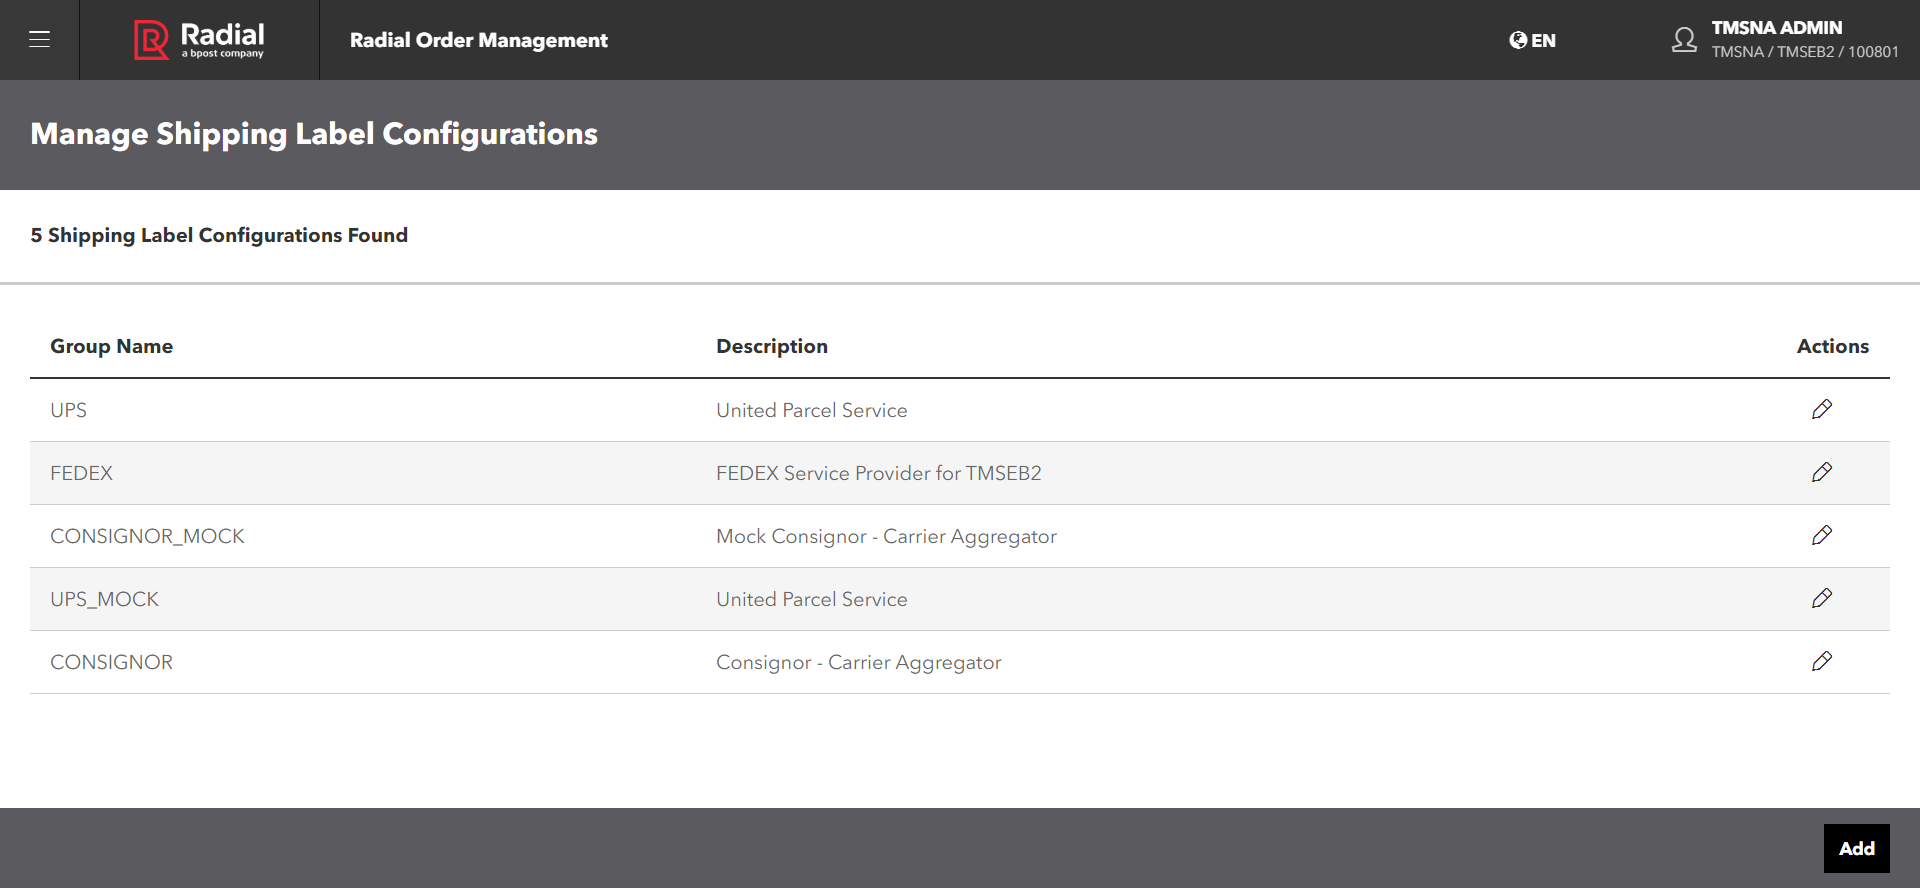 Radial
a bpost company
Radial Order Management
EN
TMSNA ADMIN
TMSNA / TMSEB2 / 100801
Manage Shipping Label Configurations
5 Shipping Label Configurations Found
Group Name Description Actions
UPS United Parcel Service
FEDEX FEDEX Service Provider for TMSEB2
CONSIGNOR_MOCK Mock Consignor - Carrier Aggregator
UPS_MOCK United Parcel Service
CONSIGNOR Consignor - Carrier Aggregator
Add